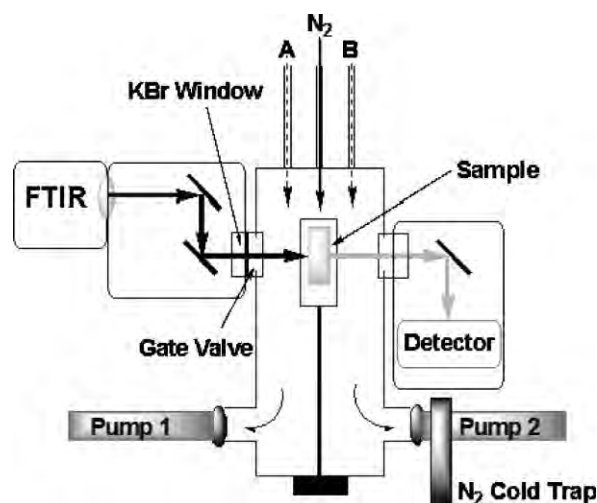 N₂
A
B
KBr Window
Sample
FTIR
Gate Valve
Detector
Pump 1
Pump 2
N₂ Cold Trap